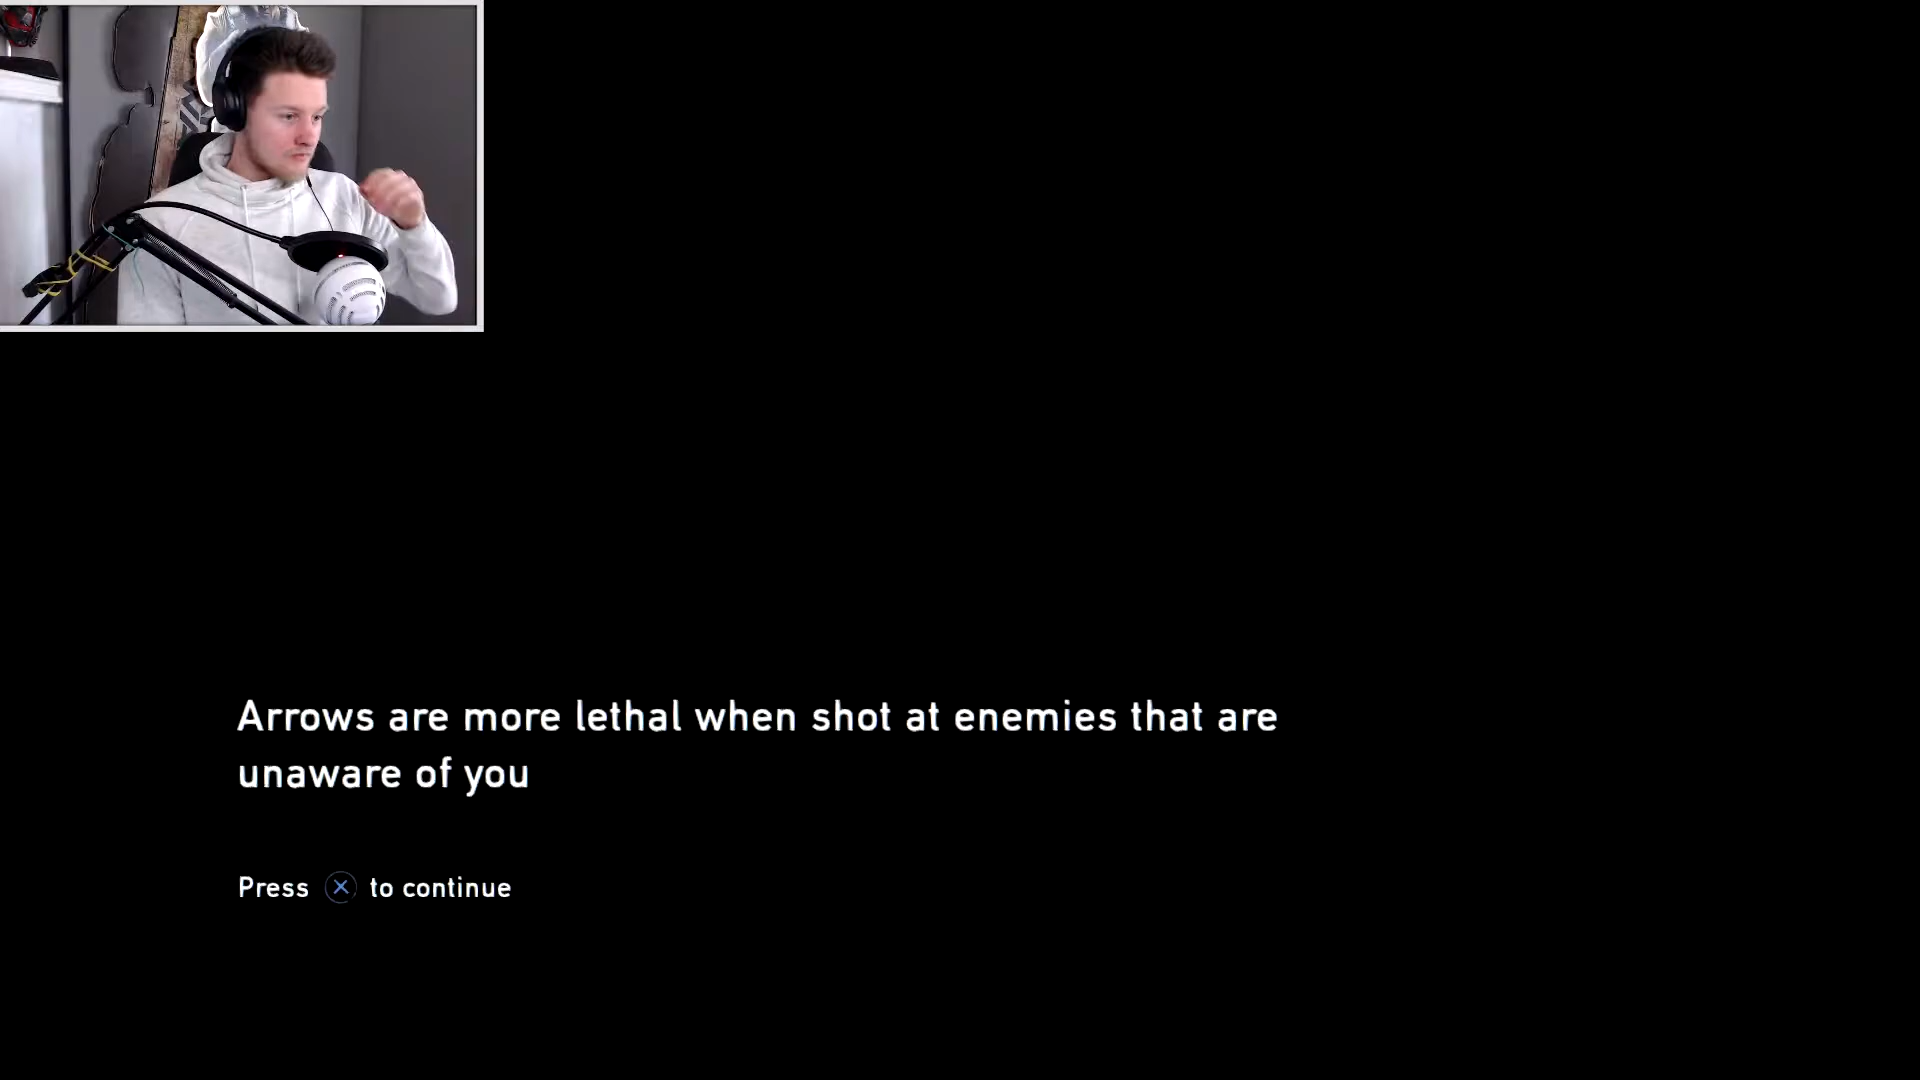 Arrows are more lethal when shot at enemies that are
unaware of you
Press to continue